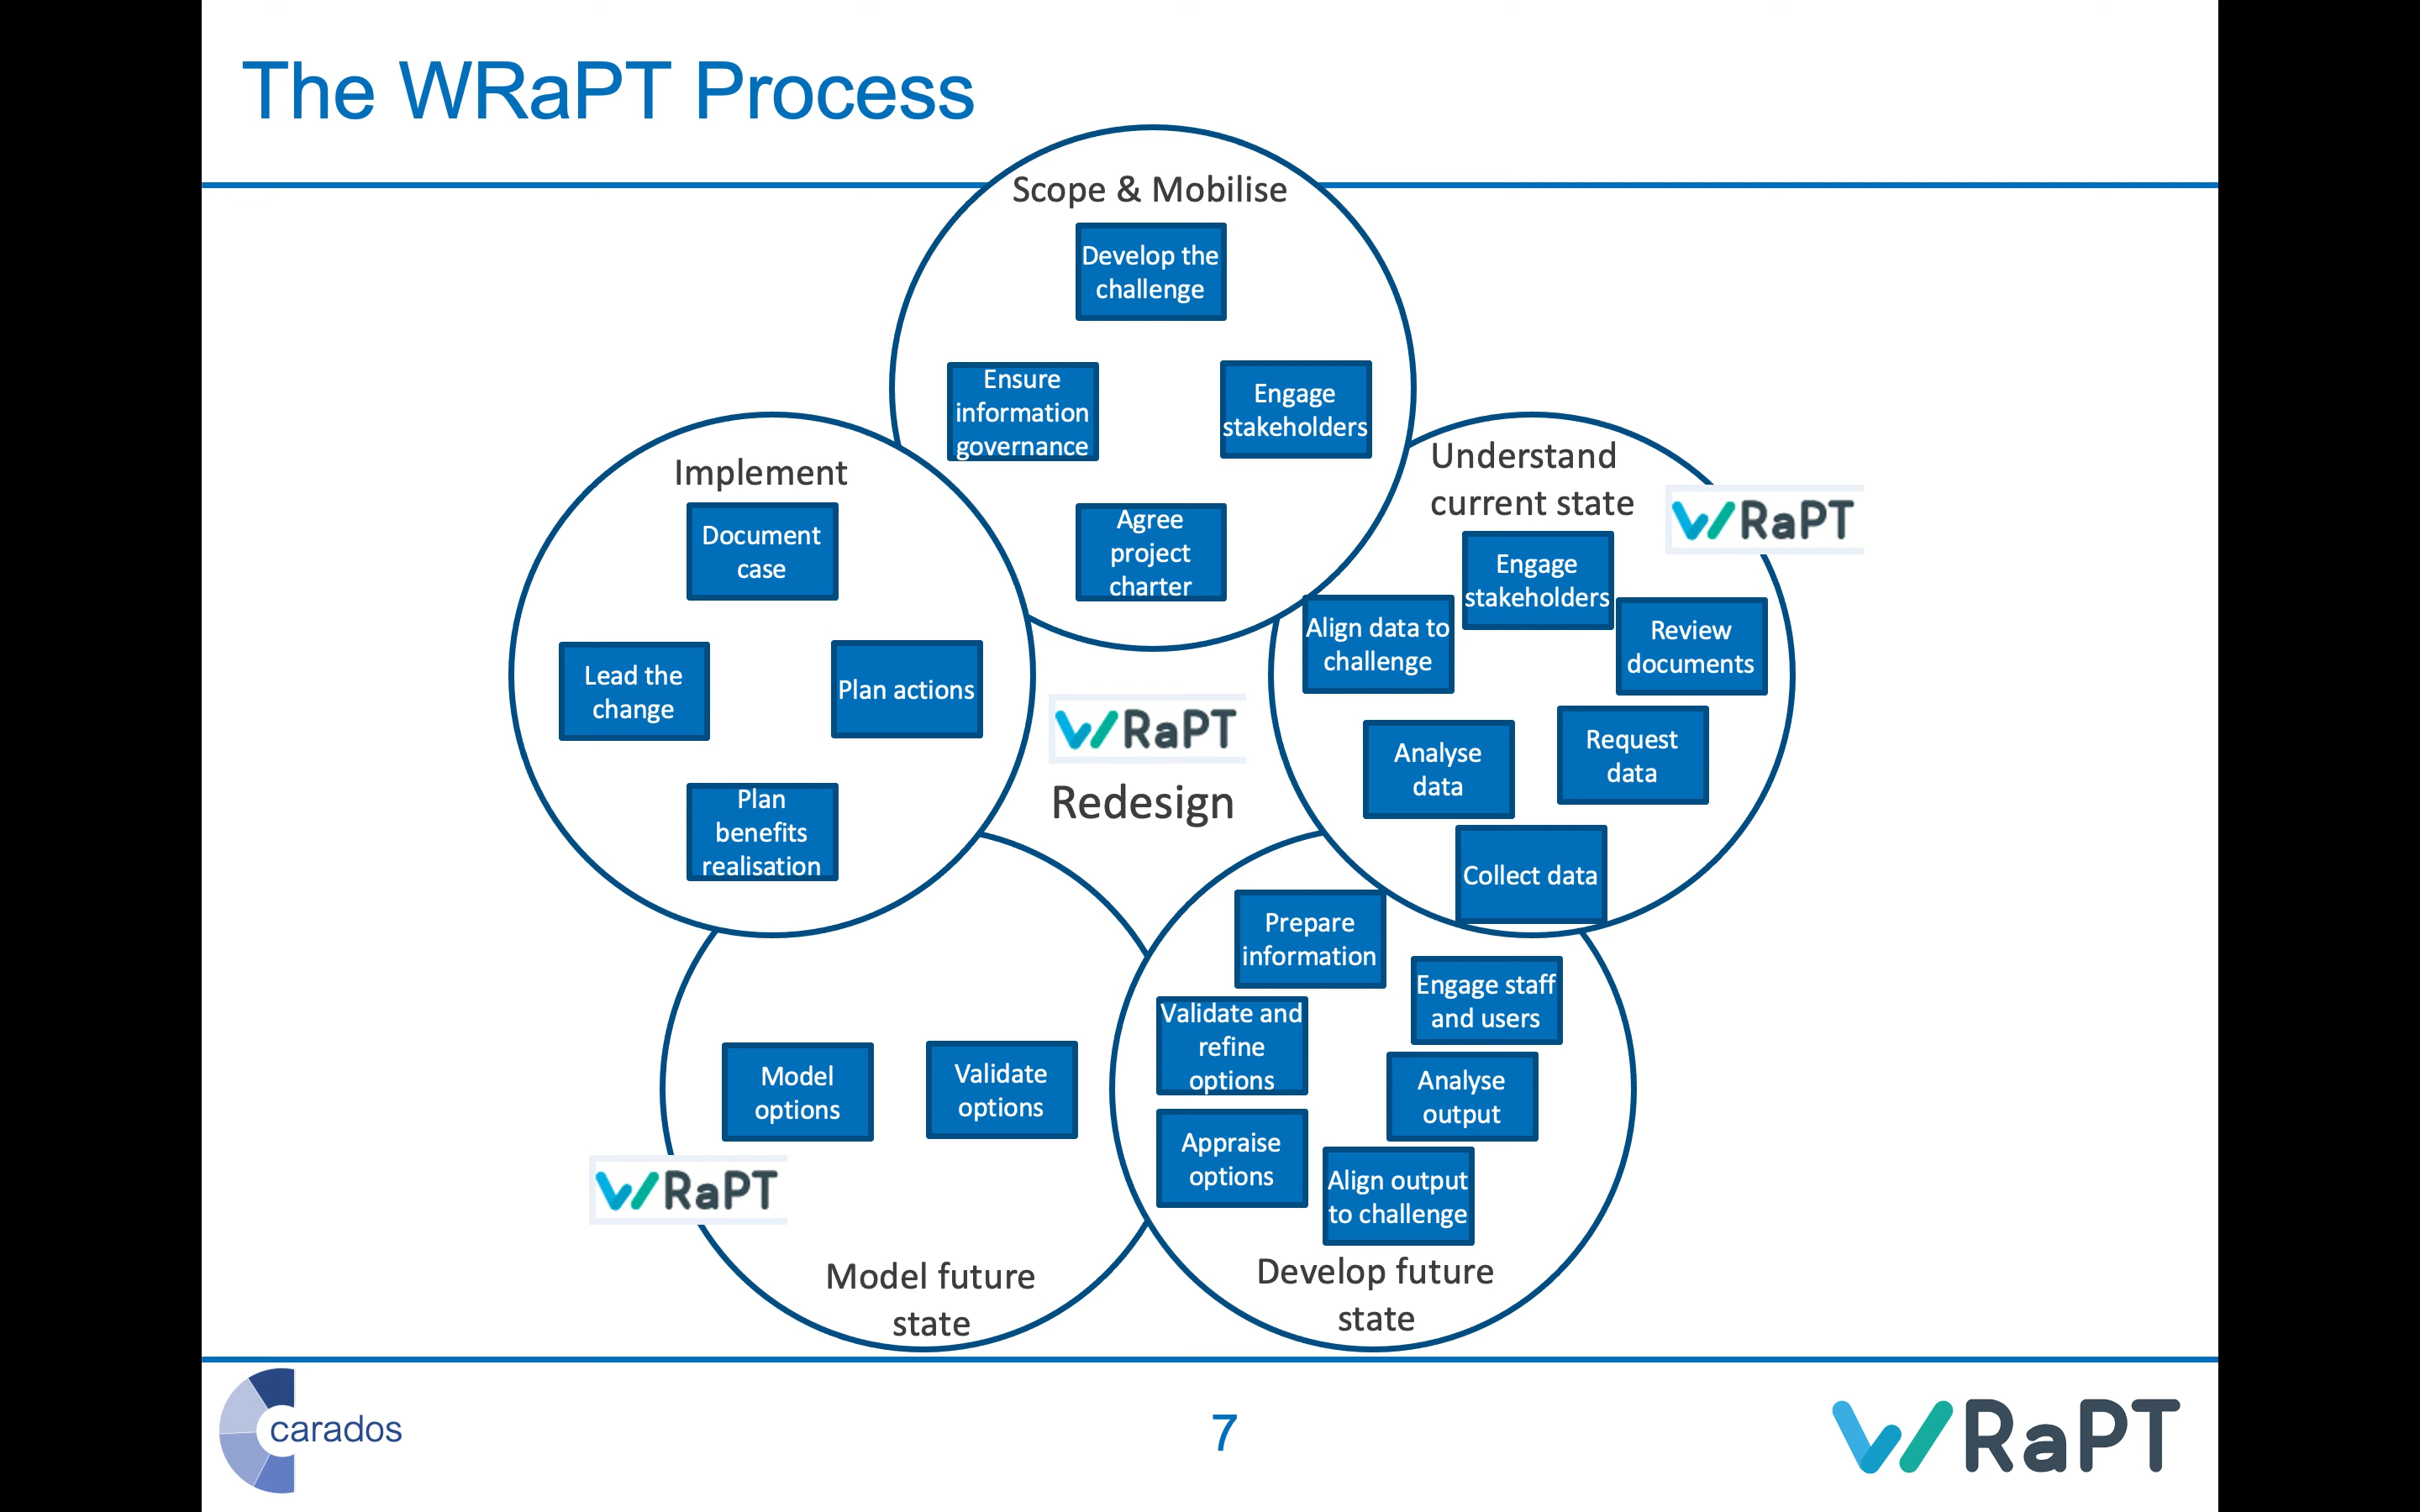 The WRaPT Process
Scope & Mobilise
Develop the
challenge
Ensure
information
governance
Engage
stakeholders
Agree
project
charter
Implement
Document
case
Lead the
change
Plan actions
Plan
benefits
realisation
Understand
current state
WRaPT
Engage
stakeholders
Align data to
challenge
Review
documents
Analyse
data
Request
data
Collect data
WRaPT
Redesign
Prepare
information
Engage staff
and users
Validate and
refine
options
Analyse
output
Appraise
options
Align output
to challenge
Develop future
state
Model
options
Validate
options
WRaPT
Model future
state
carados
7
WRaPT